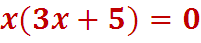 x(3x + 5) = 0